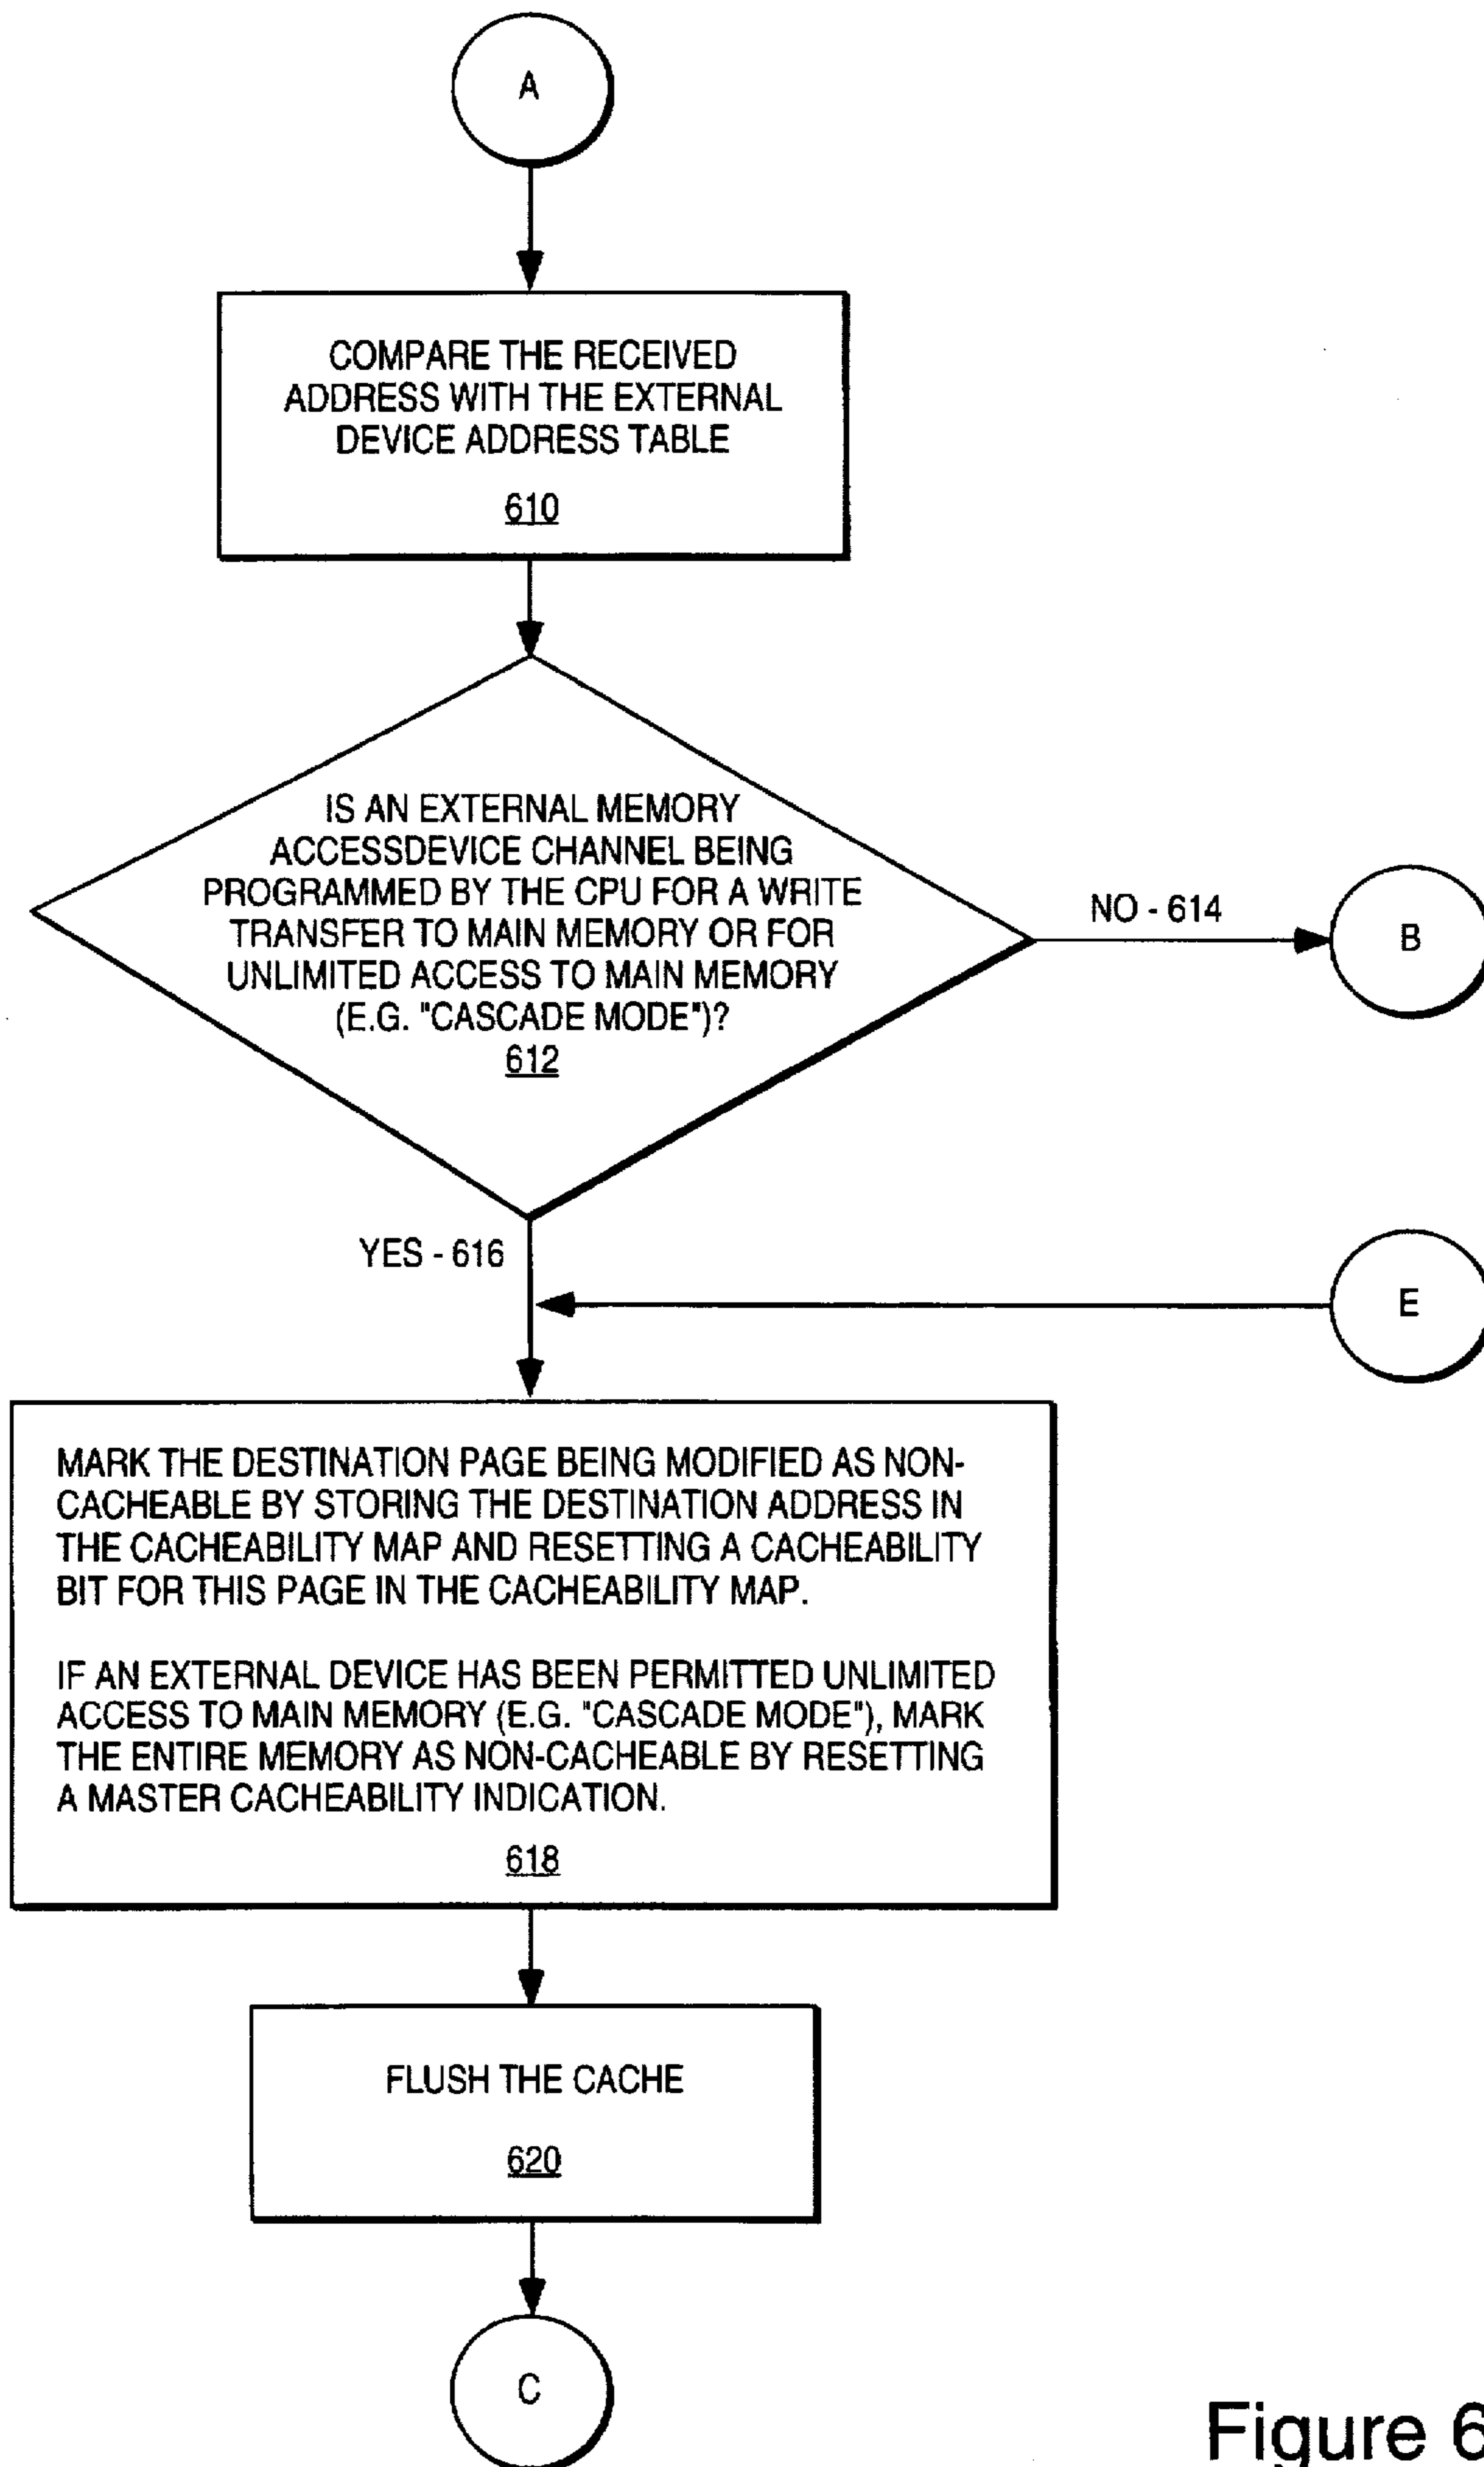 A
COMPARE THE RECEIVED
ADDRESS WITH THE EXTERNAL
DEVICE ADDRESS TABLE
610
IS AN EXTERNAL MEMORY
ACCESSDEVICE CHANNEL BEING
PROGRAMMED BY THE CPU FOR A WRITE
TRANSFER TO MAIN MEMORY OR FOR
UNLIMITED ACCESS TO MAIN MEMORY
(E.G. "CASCADE MODE")?
612
NO - 614
B
YES - 616
E
MARK THE DESTINATION PAGE BEING MODIFIED AS NON-
CACHEABLE BY STORING THE DESTINATION ADDRESS IN
THE CACHEABILITY MAP AND RESETTING A CACHEABILITY
BIT FOR THIS PAGE IN THE CACHEABILITY MAP.
IF AN EXTERNAL DEVICE HAS BEEN PERMITTED UNLIMITED
ACCESS TO MAIN MEMORY (E.G. "CASCADE MODE"), MARK
THE ENTIRE MEMORY AS NON-CACHEABLE BY RESETTING
A MASTER CACHEABILITY INDICATION.
618
FLUSH THE CACHE
620
C
Figure 6